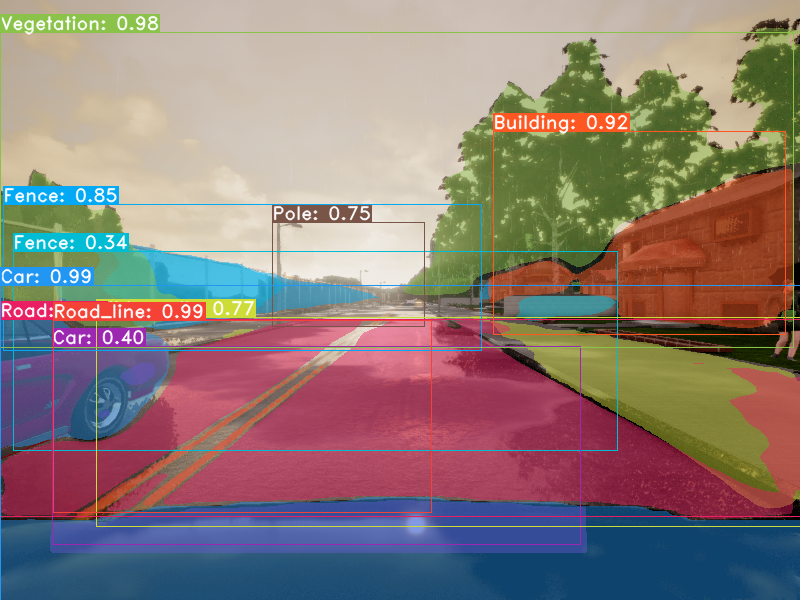 Vegetation: 0.98
Building: 0.92
Fence: 0.85
Pole: 0.75
Fence: 0.34
Car: 0.99
Road: Road_line: 0.99 0.77
Car: 0.40